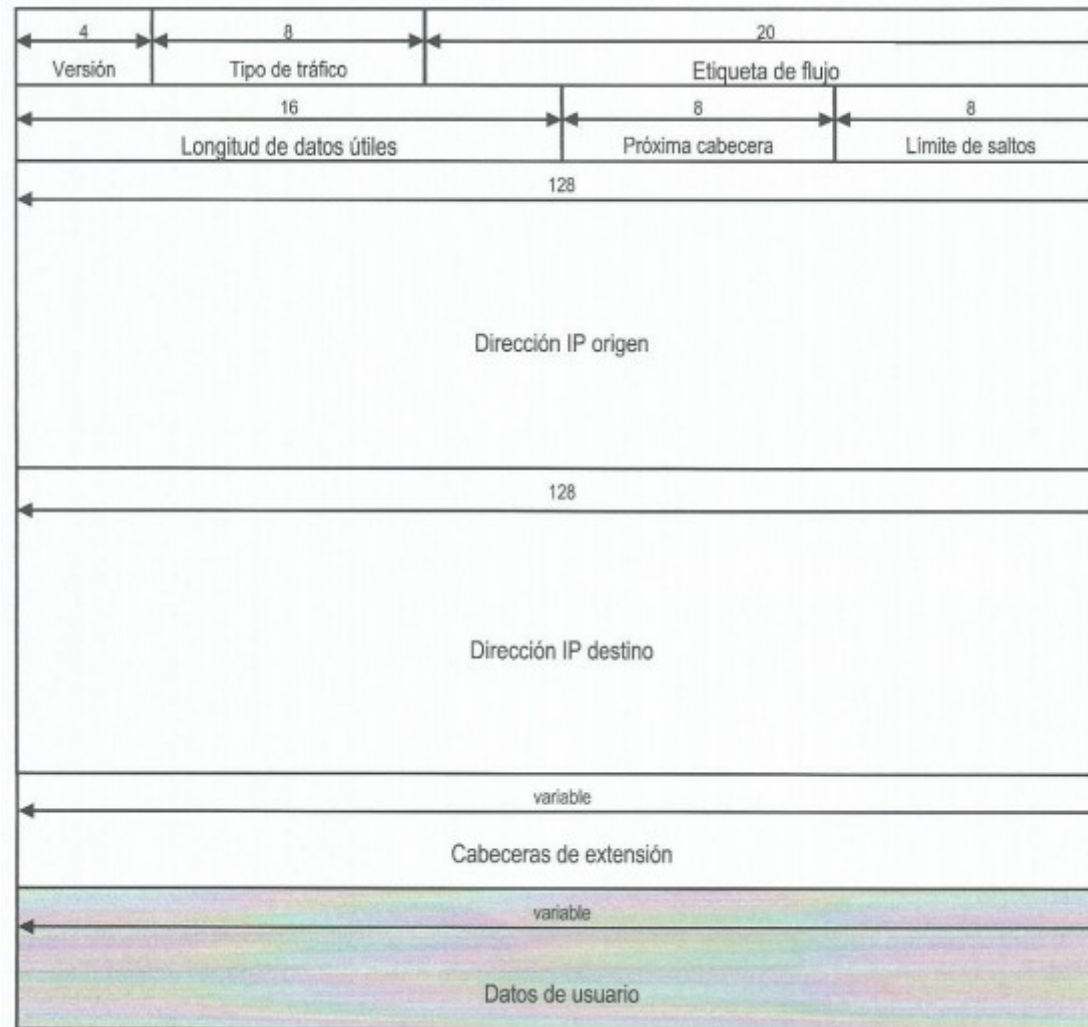 4 8 20
Versión Tipo de tráfico Etiqueta de flujo
16 8 8
Longitud de datos útiles Próxima cabecera Límite de saltos
128
Dirección IP origen
128
Dirección IP destino
variable
Cabeceras de extensión
variable
Datos de usuario